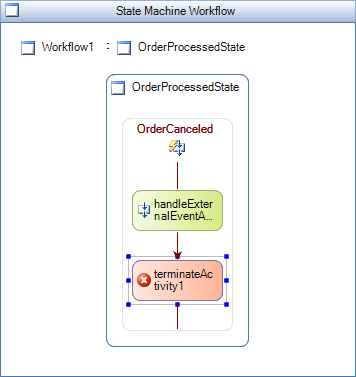 State Machine Workflow
Workflow1 : OrderProcessedState
OrderProcessedState
OrderCanceled
handleExter
nalEventA...
terminateAc
tivity1